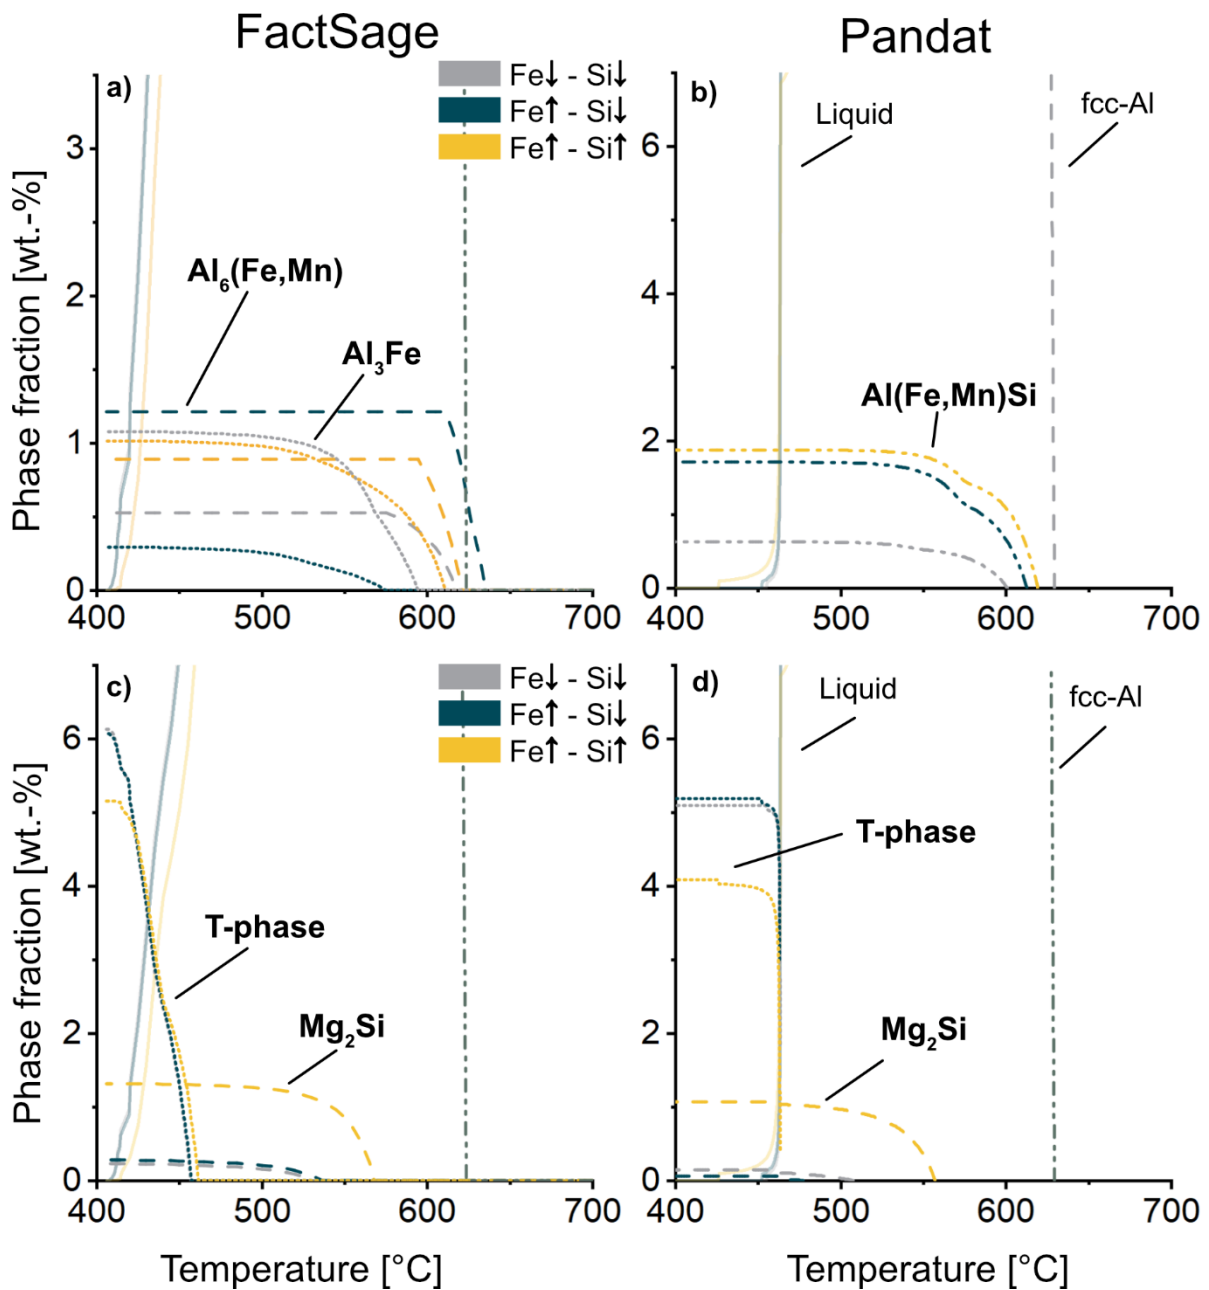 FactSage
Pandat
a)
Fe↓ - Si↓
Fe↑ - Si↓
Fe↑ - Si↑
b)
Liquid
fcc-Al
Phase fraction [wt.-%]
3
2
1
0
Al₆(Fe,Mn)
Al₃Fe
400
500
600
700
6
4
2
0
Al(Fe,Mn)Si
400
500
600
700
c)
Fe↓ - Si↓
Fe↑ - Si↓
Fe↑ - Si↑
d)
Liquid
fcc-Al
Phase fraction [wt.-%]
6
4
2
0
T-phase
Mg₂Si
400
500
600
700
6
4
2
0
T-phase
Mg₂Si
400
500
600
700
Temperature [°C]
Temperature [°C]